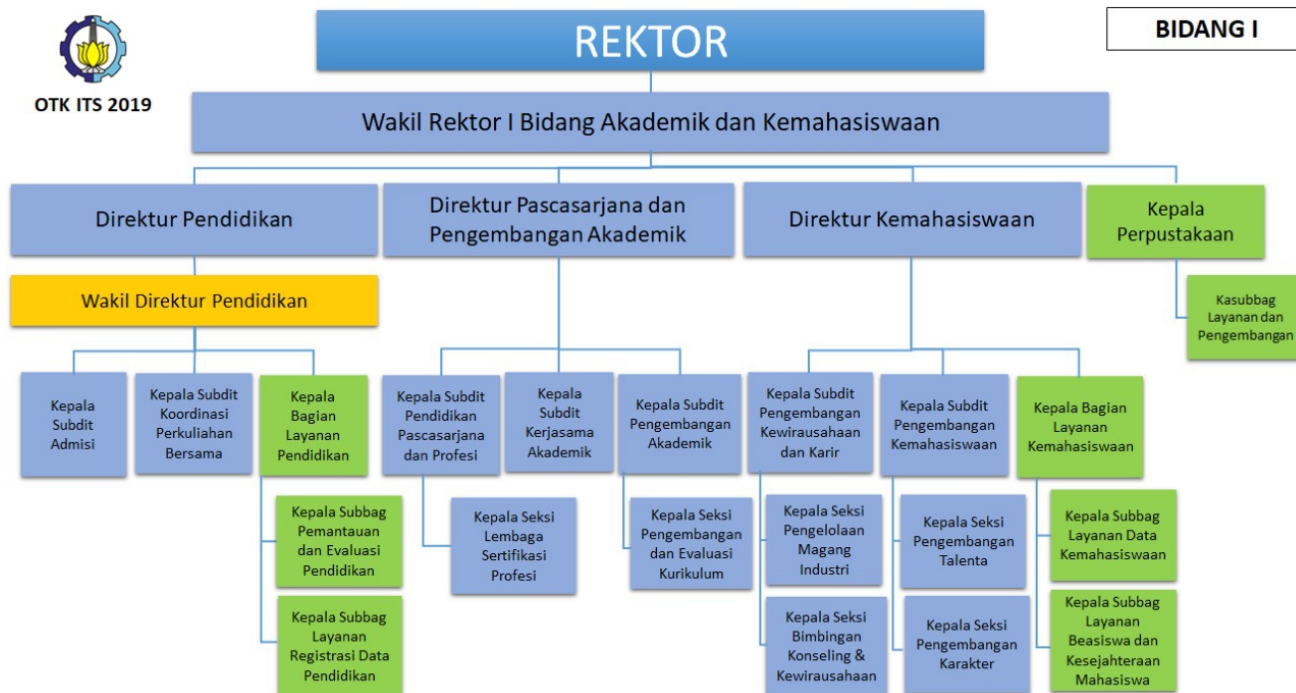 REKTOR
BIDANG I
OTK ITS 2019
Wakil Rektor I Bidang Akademik dan Kemahasiswaan
Direktur Pendidikan
Direktur Pascasarjana dan
Pengembangan Akademik
Direktur Kemahasiswaan
Kepala
Perpustakaan
Wakil Direktur Pendidikan
Kasubbag
Layanan dan
Pengembangan
Kepala
Subdit
Admisi
Kepala Subdit
Koordinasi
Perkuliahan
Bersama
Kepala
Bagian
Layanan
Pendidikan
Kepala Subdit
Pendidikan
Pascasarjana
dan Profesi
Kepala
Subdit
Kerjasama
Akademik
Kepala Subdit
Pengembangan
Akademik
Kepala Subdit
Pengembangan
Kewirausahaan
dan Karir
Kepala Subdit
Pengembangan
Kemahasiswaan
Kepala Bagian
Layanan
Kemahasiswaan
Kepala Subbag
Pemantauan
dan Evaluasi
Pendidikan
Kepala Seksi
Lembaga
Sertifikasi
Profesi
Kepala Seksi
Pengembangan
dan Evaluasi
Kurikulum
Kepala Seksi
Pengelolaan
Magang
Industri
Kepala Seksi
Pengembangan
Talenta
Kepala Subbag
Layanan Data
Kemahasiswaan
Kepala Subbag
Layanan
Registrasi Data
Pendidikan
Kepala Seksi
Bimbingan
Konseling &
Kewirausahaan
Kepala Seksi
Pengembangan
Karakter
Kepala Subbag
Layanan
Beasiswa dan
Kesejahteraan
Mahasiswa